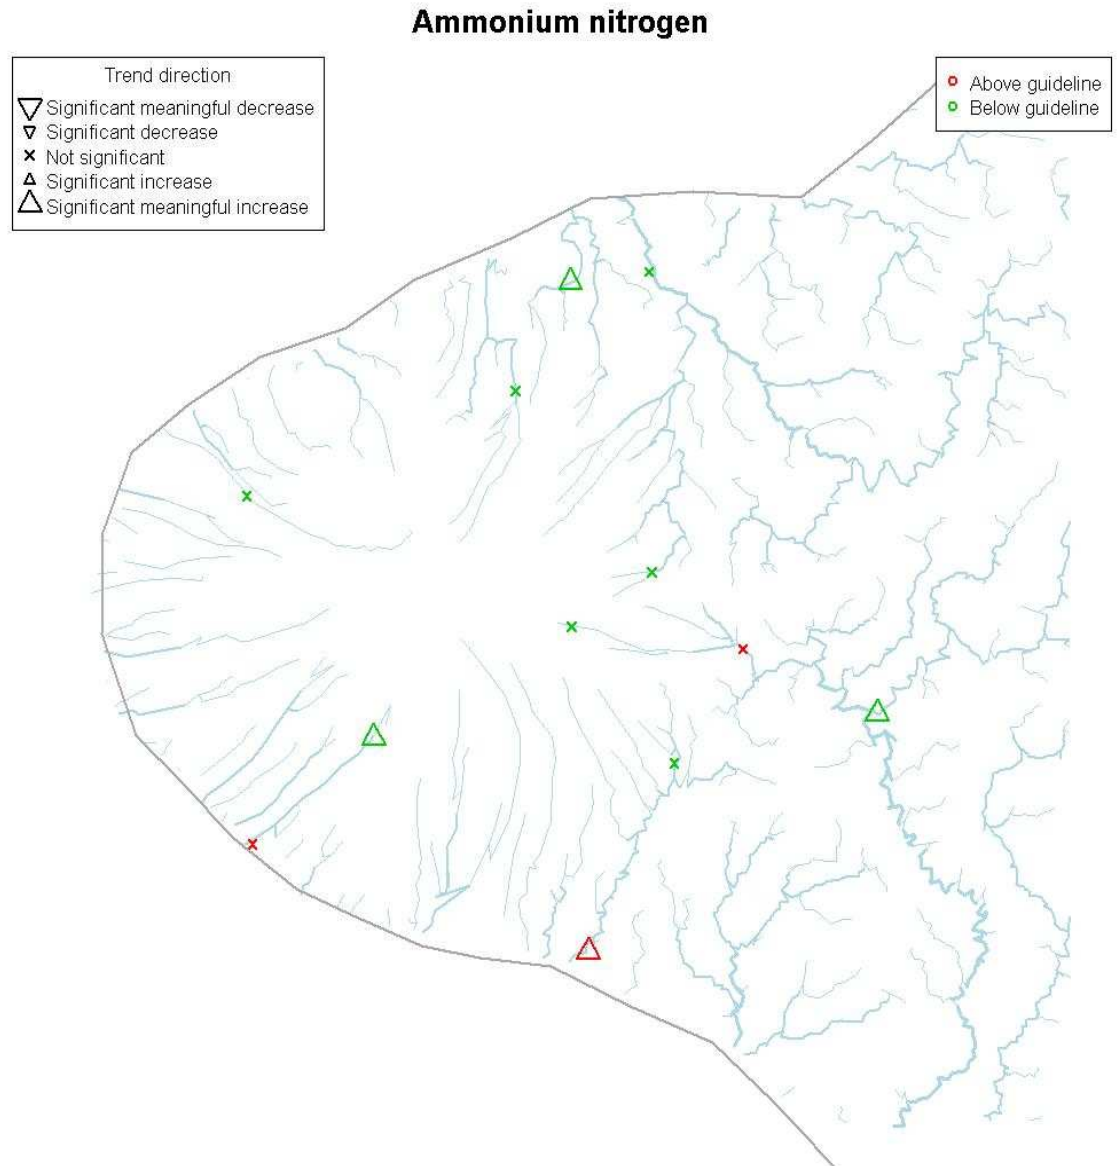 Ammonium nitrogen
Trend direction
Significant meaningful decrease
Significant decrease
Not significant
Significant increase
Significant meaningful increase
Above guideline
Below guideline